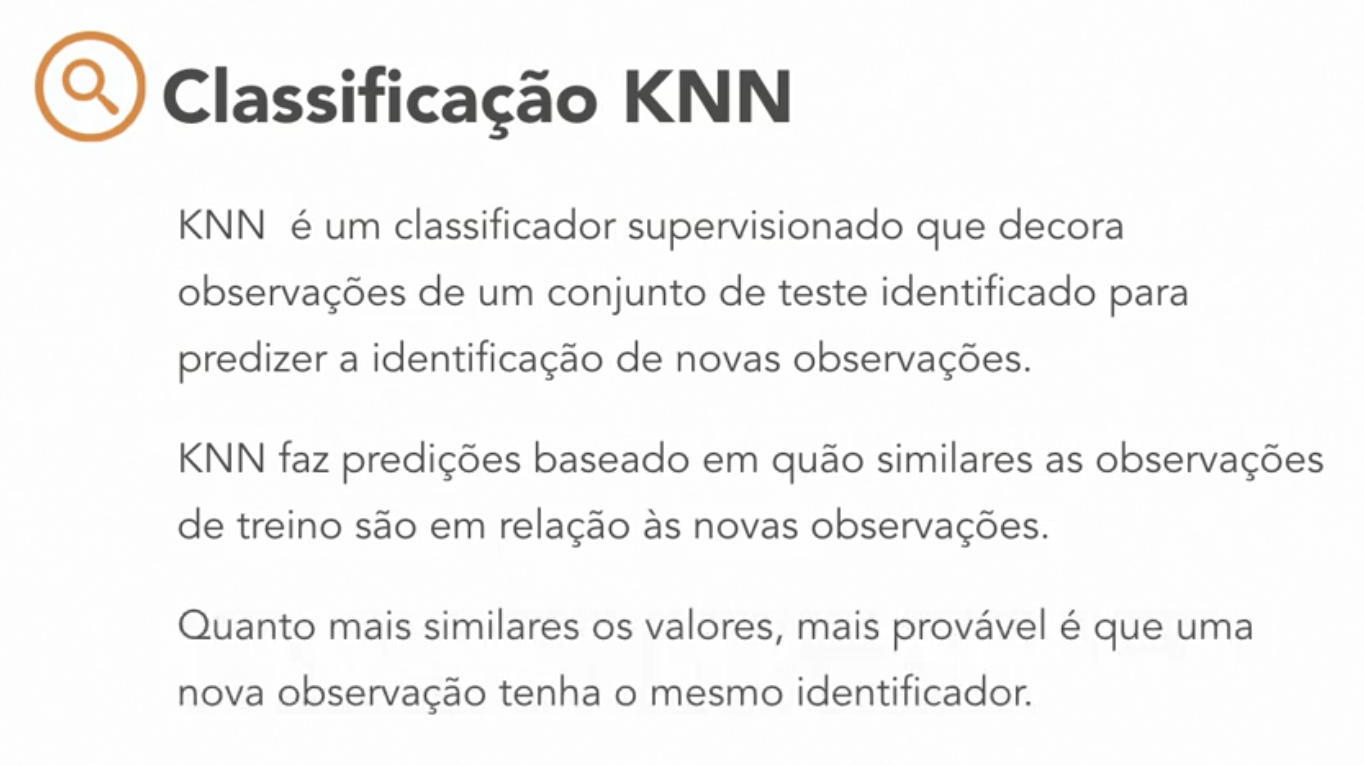 Classificação KNN
KNN é um classificador supervisionado que decora
observações de um conjunto de teste identificado para
predizer a identificação de novas observações.
KNN faz predições baseado em quão similares as observações
de treino são em relação às novas observações.
Quanto mais similares os valores, mais provável é que uma
nova observação tenha o mesmo identificador.